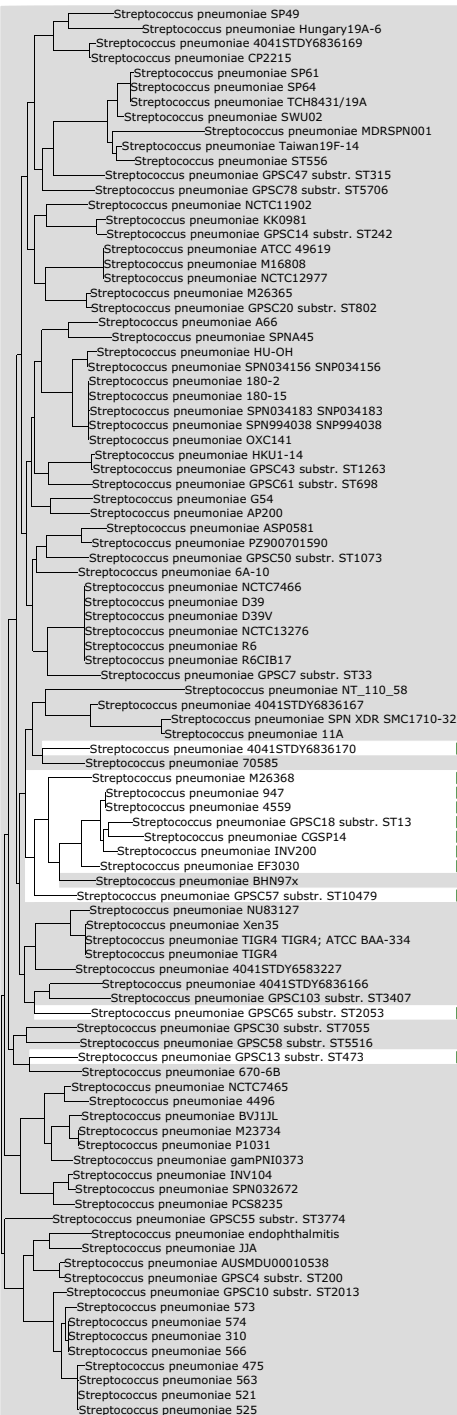 Streptococcus pneumoniae SP49
Streptococcus pneumoniae Hungary19A-6
Streptococcus pneumoniae 4041STDY6836169
Streptococcus pneumoniae CP2215
Streptococcus pneumoniae SP61
Streptococcus pneumoniae SP64
Streptococcus pneumoniae TCH8431/19A
Streptococcus pneumoniae SWU02
Streptococcus pneumoniae MDRSPN001
Streptococcus pneumoniae Taiwan19F-14
Streptococcus pneumoniae ST556
Streptococcus pneumoniae GPSC47 substr. ST315
Streptococcus pneumoniae GPSC78 substr. ST5706
Streptococcus pneumoniae NCTC11902
Streptococcus pneumoniae KK0981
Streptococcus pneumoniae GPSC14 substr. ST242
Streptococcus pneumoniae ATCC 49619
Streptococcus pneumoniae M16808
Streptococcus pneumoniae NCTC12977
Streptococcus pneumoniae M26365
Streptococcus pneumoniae GPSC20 substr. ST802
Streptococcus pneumoniae A66
Streptococcus pneumoniae SPNA45
Streptococcus pneumoniae HU-OH
Streptococcus pneumoniae SPN034156 SNP034156
Streptococcus pneumoniae 180-2
Streptococcus pneumoniae 180-15
Streptococcus pneumoniae SPN034183 SNP034183
Streptococcus pneumoniae SPN994038 SNP994038
Streptococcus pneumoniae OXC141
Streptococcus pneumoniae HKU1-14
Streptococcus pneumoniae GPSC43 substr. ST1263
Streptococcus pneumoniae GPSC61 substr. ST698
Streptococcus pneumoniae G54
Streptococcus pneumoniae AP200
Streptococcus pneumoniae ASP0581
Streptococcus pneumoniae PZ900701590
Streptococcus pneumoniae GPSC50 substr. ST1073
Streptococcus pneumoniae 6A-10
Streptococcus pneumoniae NCTC7466
Streptococcus pneumoniae D39
Streptococcus pneumoniae D39V
Streptococcus pneumoniae NCTC13276
Streptococcus pneumoniae R6
Streptococcus pneumoniae R6CIB17
Streptococcus pneumoniae GPSC7 substr. ST33
Streptococcus pneumoniae NT_110_58
Streptococcus pneumoniae 4041STDY6836167
Streptococcus pneumoniae SPN XDR SMC1710-32
Streptococcus pneumoniae 11A
Streptococcus pneumoniae 4041STDY6836170
Streptococcus pneumoniae 70585
Streptococcus pneumoniae M26368
Streptococcus pneumoniae 947
Streptococcus pneumoniae 4559
Streptococcus pneumoniae GPSC18 substr. ST13
Streptococcus pneumoniae CGSP14
Streptococcus pneumoniae INV200
Streptococcus pneumoniae EF3030
Streptococcus pneumoniae BHN97x
Streptococcus pneumoniae GPSC57 substr. ST10479
Streptococcus pneumoniae NU83127
Streptococcus pneumoniae Xen35
Streptococcus pneumoniae TIGR4 TIGR4; ATCC BAA-334
Streptococcus pneumoniae TIGR4
Streptococcus pneumoniae 4041STDY6583227
Streptococcus pneumoniae 4041STDY6836166
Streptococcus pneumoniae GPSC103 substr. ST3407
Streptococcus pneumoniae GPSC65 substr. ST2053
Streptococcus pneumoniae GPSC30 substr. ST7055
Streptococcus pneumoniae GPSC58 substr. ST5516
Streptococcus pneumoniae GPSC13 substr. ST473
Streptococcus pneumoniae 670-6B
Streptococcus pneumoniae NCTC7465
Streptococcus pneumoniae 4496
Streptococcus pneumoniae BVJ1JL
Streptococcus pneumoniae M23734
Streptococcus pneumoniae P1031
Streptococcus pneumoniae gamPNI0373
Streptococcus pneumoniae INV104
Streptococcus pneumoniae SPN032672
Streptococcus pneumoniae PCS8235
Streptococcus pneumoniae GPSC55 substr. ST3774
Streptococcus pneumoniae endophthalmitis
Streptococcus pneumoniae JJA
Streptococcus pneumoniae AUSMDU00010538
Streptococcus pneumoniae GPSC4 substr. ST200
Streptococcus pneumoniae GPSC10 substr. ST2013
Streptococcus pneumoniae 573
Streptococcus pneumoniae 574
Streptococcus pneumoniae 310
Streptococcus pneumoniae 566
Streptococcus pneumoniae 475
Streptococcus pneumoniae 563
Streptococcus pneumoniae 521
Streptococcus pneumoniae 525